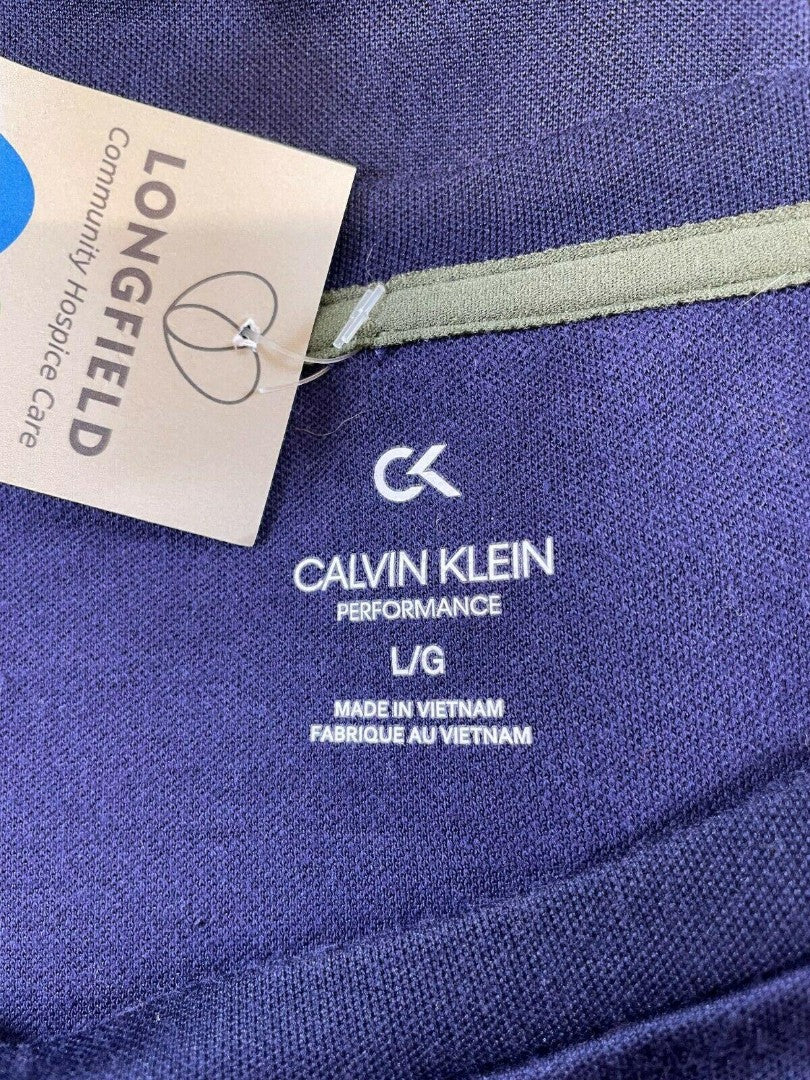 LONGFIELD
Community Hospice Care
CK
CALVIN KLEIN
PERFORMANCE
L/G
MADE IN VIETNAM
FABRIQUE AU VIETNAM